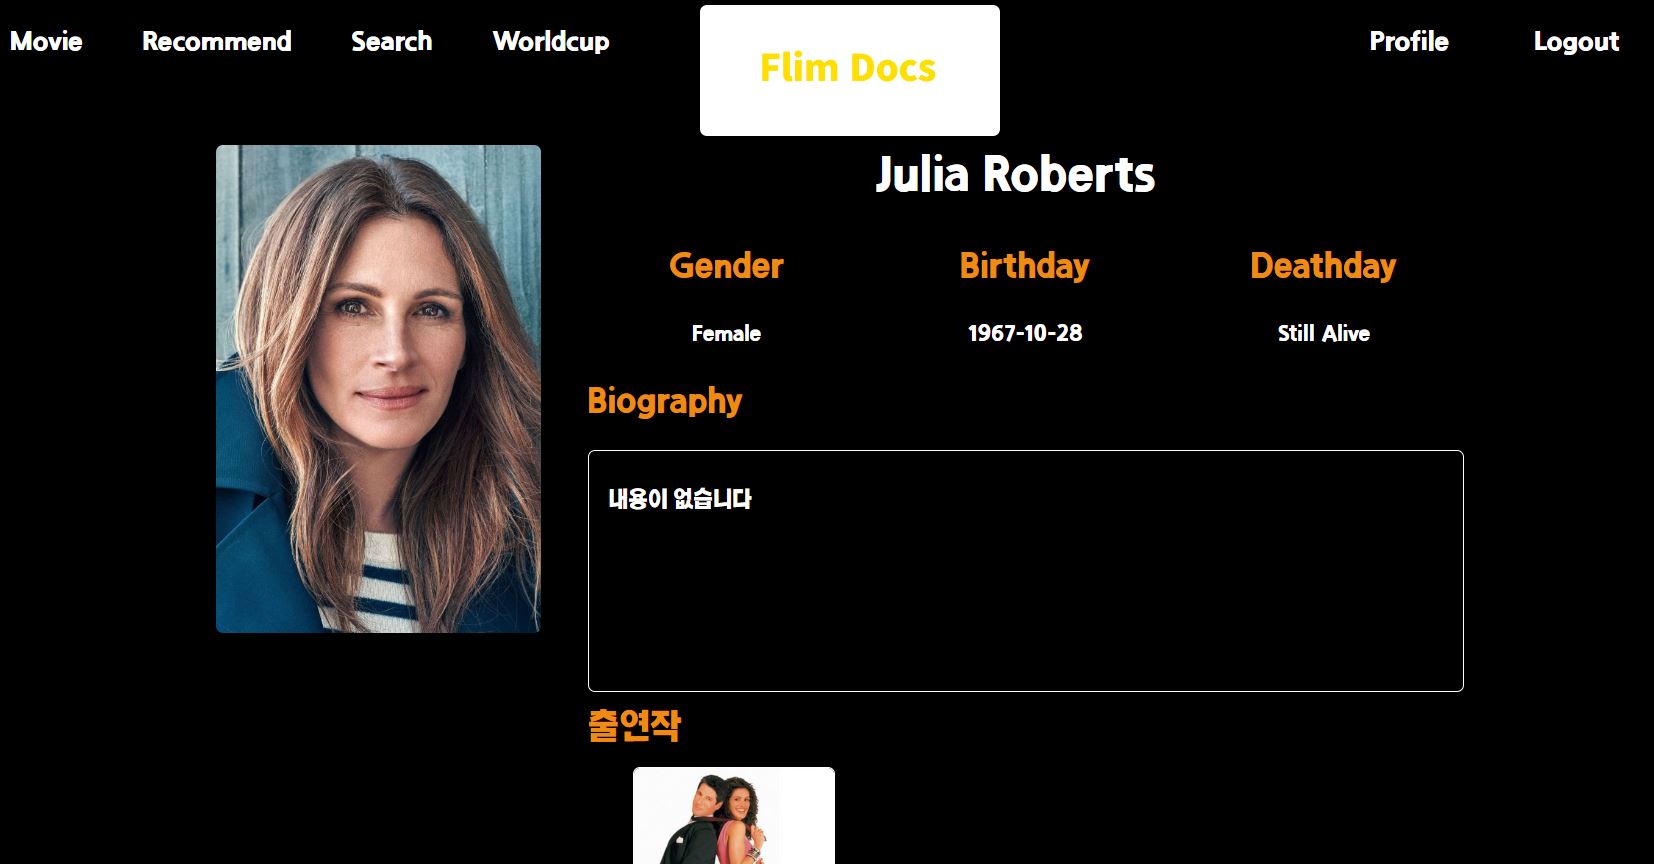 Movie Recommend Search Worldcup Flim Docs Profile Logout
Julia Roberts
Gender Birthday Deathday
Female 1967-10-28 Still Alive
Biography
내용이 없습니다
출연작